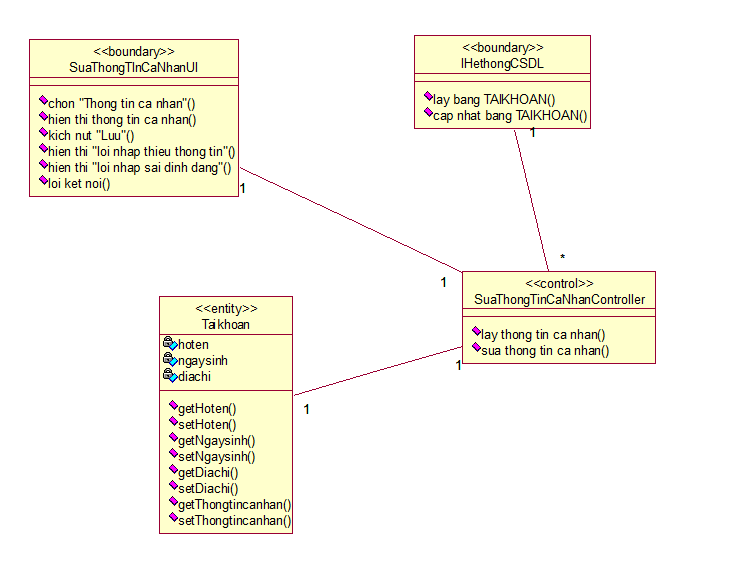 <<boundary>>
SuaThongTInCaNhanUI
chon "Thong tin ca nhan"()
hien thi thong tin ca nhan()
kich nut "Luu"()
hien thi "loi nhap thieu thong tin"()
hien thi "loi nhap sai dinh dang"()
loi ket noi()
1
<<boundary>>
IHethongCSDL
lay bang TAIKHOAN()
cap nhat bang TAIKHOAN()
1
*
1
<<control>>
SuaThongTinCaNhanController
lay thong tin ca nhan()
sua thong tin ca nhan()
1
<<entity>>
Taikhoan
hoten
ngaysinh
diachi
getHoten()
setHoten()
getNgaysinh()
setNgaysinh()
getDiachi()
setDiachi()
getThongtincanhan()
setThongtincanhan()
1